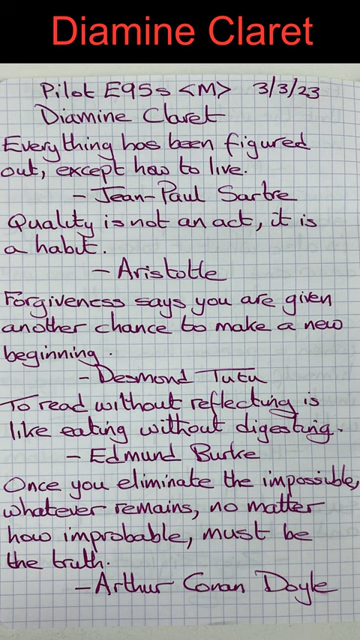 Diamine Claret
Pilot E95s <M> 3/3/23
Diamine Claret
Everything has been figured
out, except how to live.
- Jean-Paul Sartre
Quality is not an act, it is
a habit.
- Aristotle
Forgiveness says you are given
another chance to make a new
beginning.
- Desmond Tutu
To read without reflecting is
like eating without digesting.
- Edmund Burke
Once you eliminate the impossible,
whatever remains, no matter
how improbable, must be
the truth.
- Arthur Conan Doyle